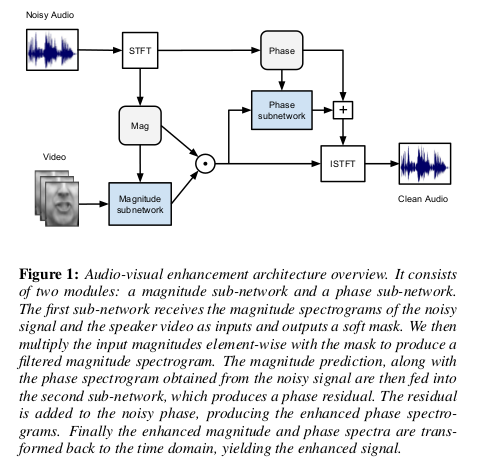 Noisy Audio
STFT
Phase
Phase
subnetwork
+
Mag
Video
Magnitude
subnetwork
ISTFT
Clean Audio
Figure 1: Audio-visual enhancement architecture overview. It consists
of two modules: a magnitude sub-network and a phase sub-network.
The first sub-network receives the magnitude spectrograms of the noisy
signal and the speaker video as inputs and outputs a soft mask. We then
multiply the input magnitudes element-wise with the mask to produce a
filtered magnitude spectrogram. The magnitude prediction, along with
the phase spectrogram obtained from the noisy signal are then fed into
the second sub-network, which produces a phase residual. The residual
is added to the noisy phase, producing the enhanced phase spectro-
grams. Finally the enhanced magnitude and phase spectra are trans-
formed back to the time domain, yielding the enhanced signal.